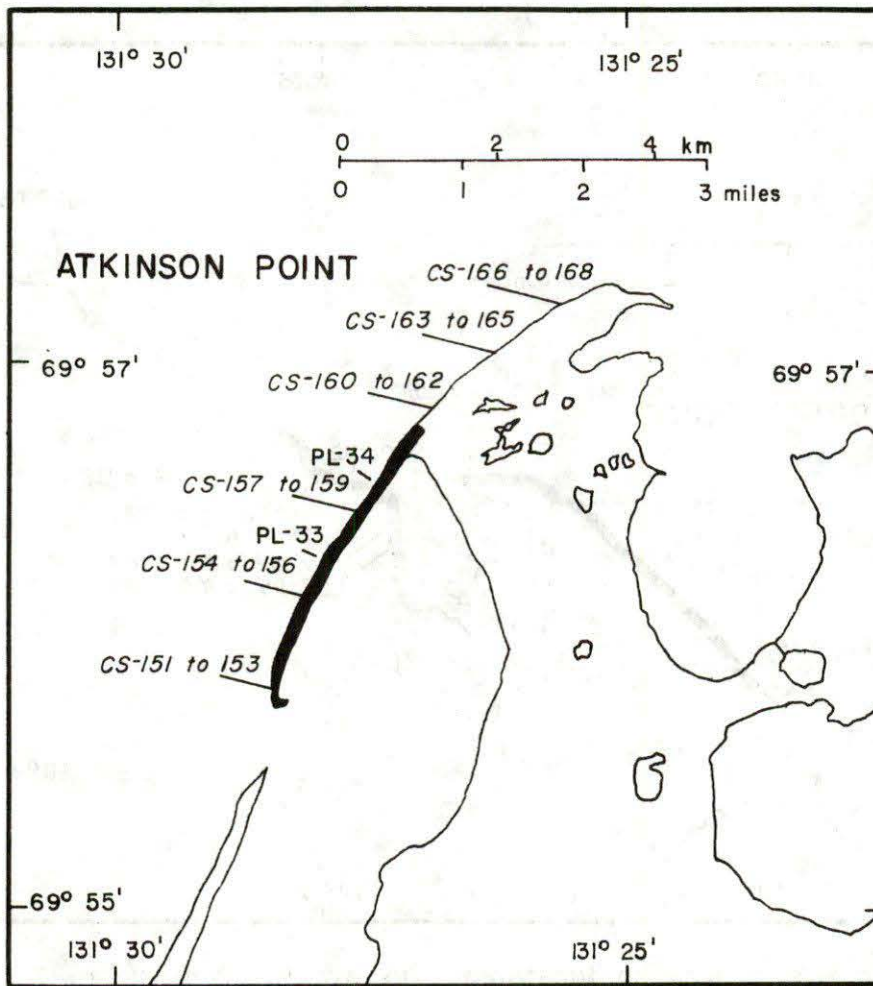 131° 30' 131° 25'
0 2 4 km
0 1 2 3 miles
ATKINSON POINT
CS-166 to 168
CS-163 to 165
69° 57' 69° 57'
CS-160 to 162
PL-34
CS-157 to 159
PL-33
CS-154 to 156
CS-151 to 153
69° 55'
131° 30' 131° 25'